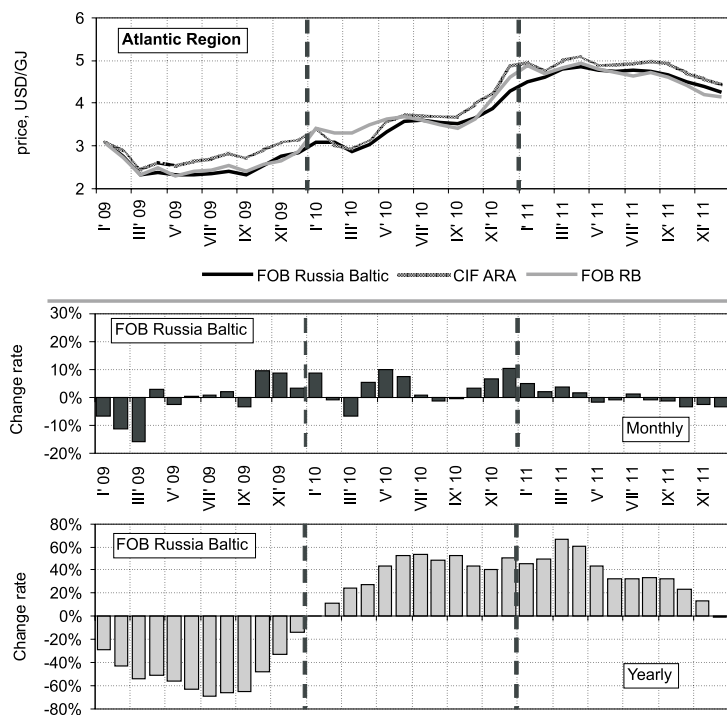 6
5
4
3
2
price, USD/GJ
Atlantic Region
I' 09
III' 09
V' 09
VII' 09
IX' 09
XI' 09
I' 10
III' 10
V' 10
VII' 10
IX' 10
XI' 10
I' 11
III' 11
V' 11
VII' 11
IX' 11
XI' 11
FOB Russia Baltic CIF ARA FOB RB
30%
20%
10%
0%
-10%
-20%
Change rate
FOB Russia Baltic
Monthly
I' 09
III' 09
V' 09
VII' 09
IX' 09
XI' 09
I' 10
III' 10
V' 10
VII' 10
IX' 10
XI' 10
I' 11
III' 11
V' 11
VII' 11
IX' 11
XI' 11
80%
60%
40%
20%
0%
-20%
-40%
-60%
-80%
Change rate
FOB Russia Baltic
Yearly